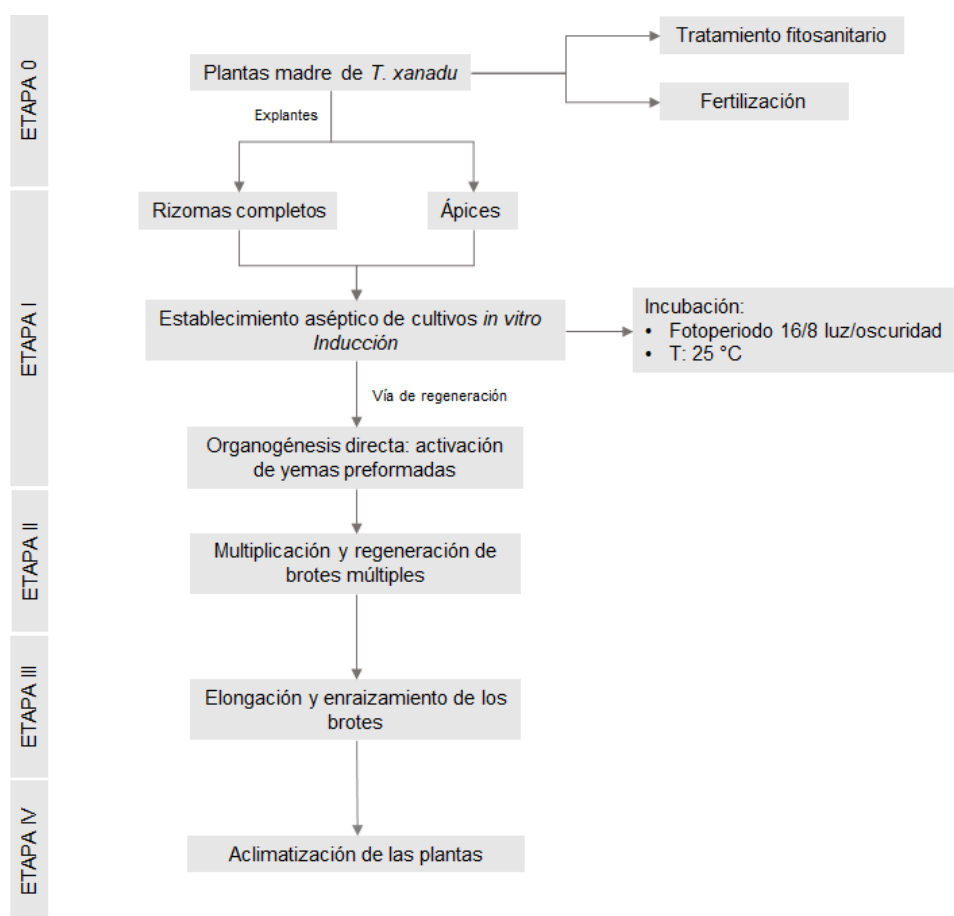 ETAPA 0
Tratamiento fitosanitario
Plantas madre de T. xanadu
Fertilización
Explantes
ETAPA I
Rizomas completos
Ápices
Establecimiento aséptico de cultivos in vitro
Inducción
Incubación:
• Fotoperiodo 16/8 luz/oscuridad
• T: 25 °C
Vía de regeneración
Organogénesis directa: activación
de yemas preformadas
ETAPA II
Multiplicación y regeneración de
brotes múltiples
ETAPA III
Elongación y enraizamiento de los
brotes
ETAPA IV
Aclimatización de las plantas